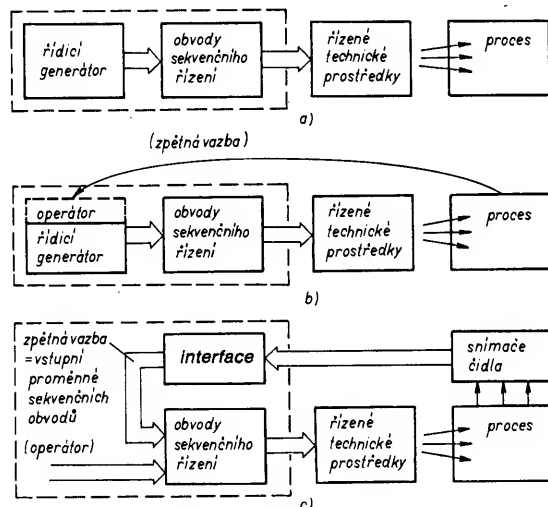 řídicí
generátor
obvody
sekvenčního
řízení
řízené
technické
prostředky
proces
a)
(zpětná vazba)
operátor
řídicí
generátor
obvody
sekvenčního
řízení
řízené
technické
prostředky
proces
b)
zpětná vazba
=vstupní
proměnné
sekvenčních
obvodů
(operátor)
interface
snímače
čidla
obvody
sekvenčního
řízení
řízené
technické
prostředky
proces
c)